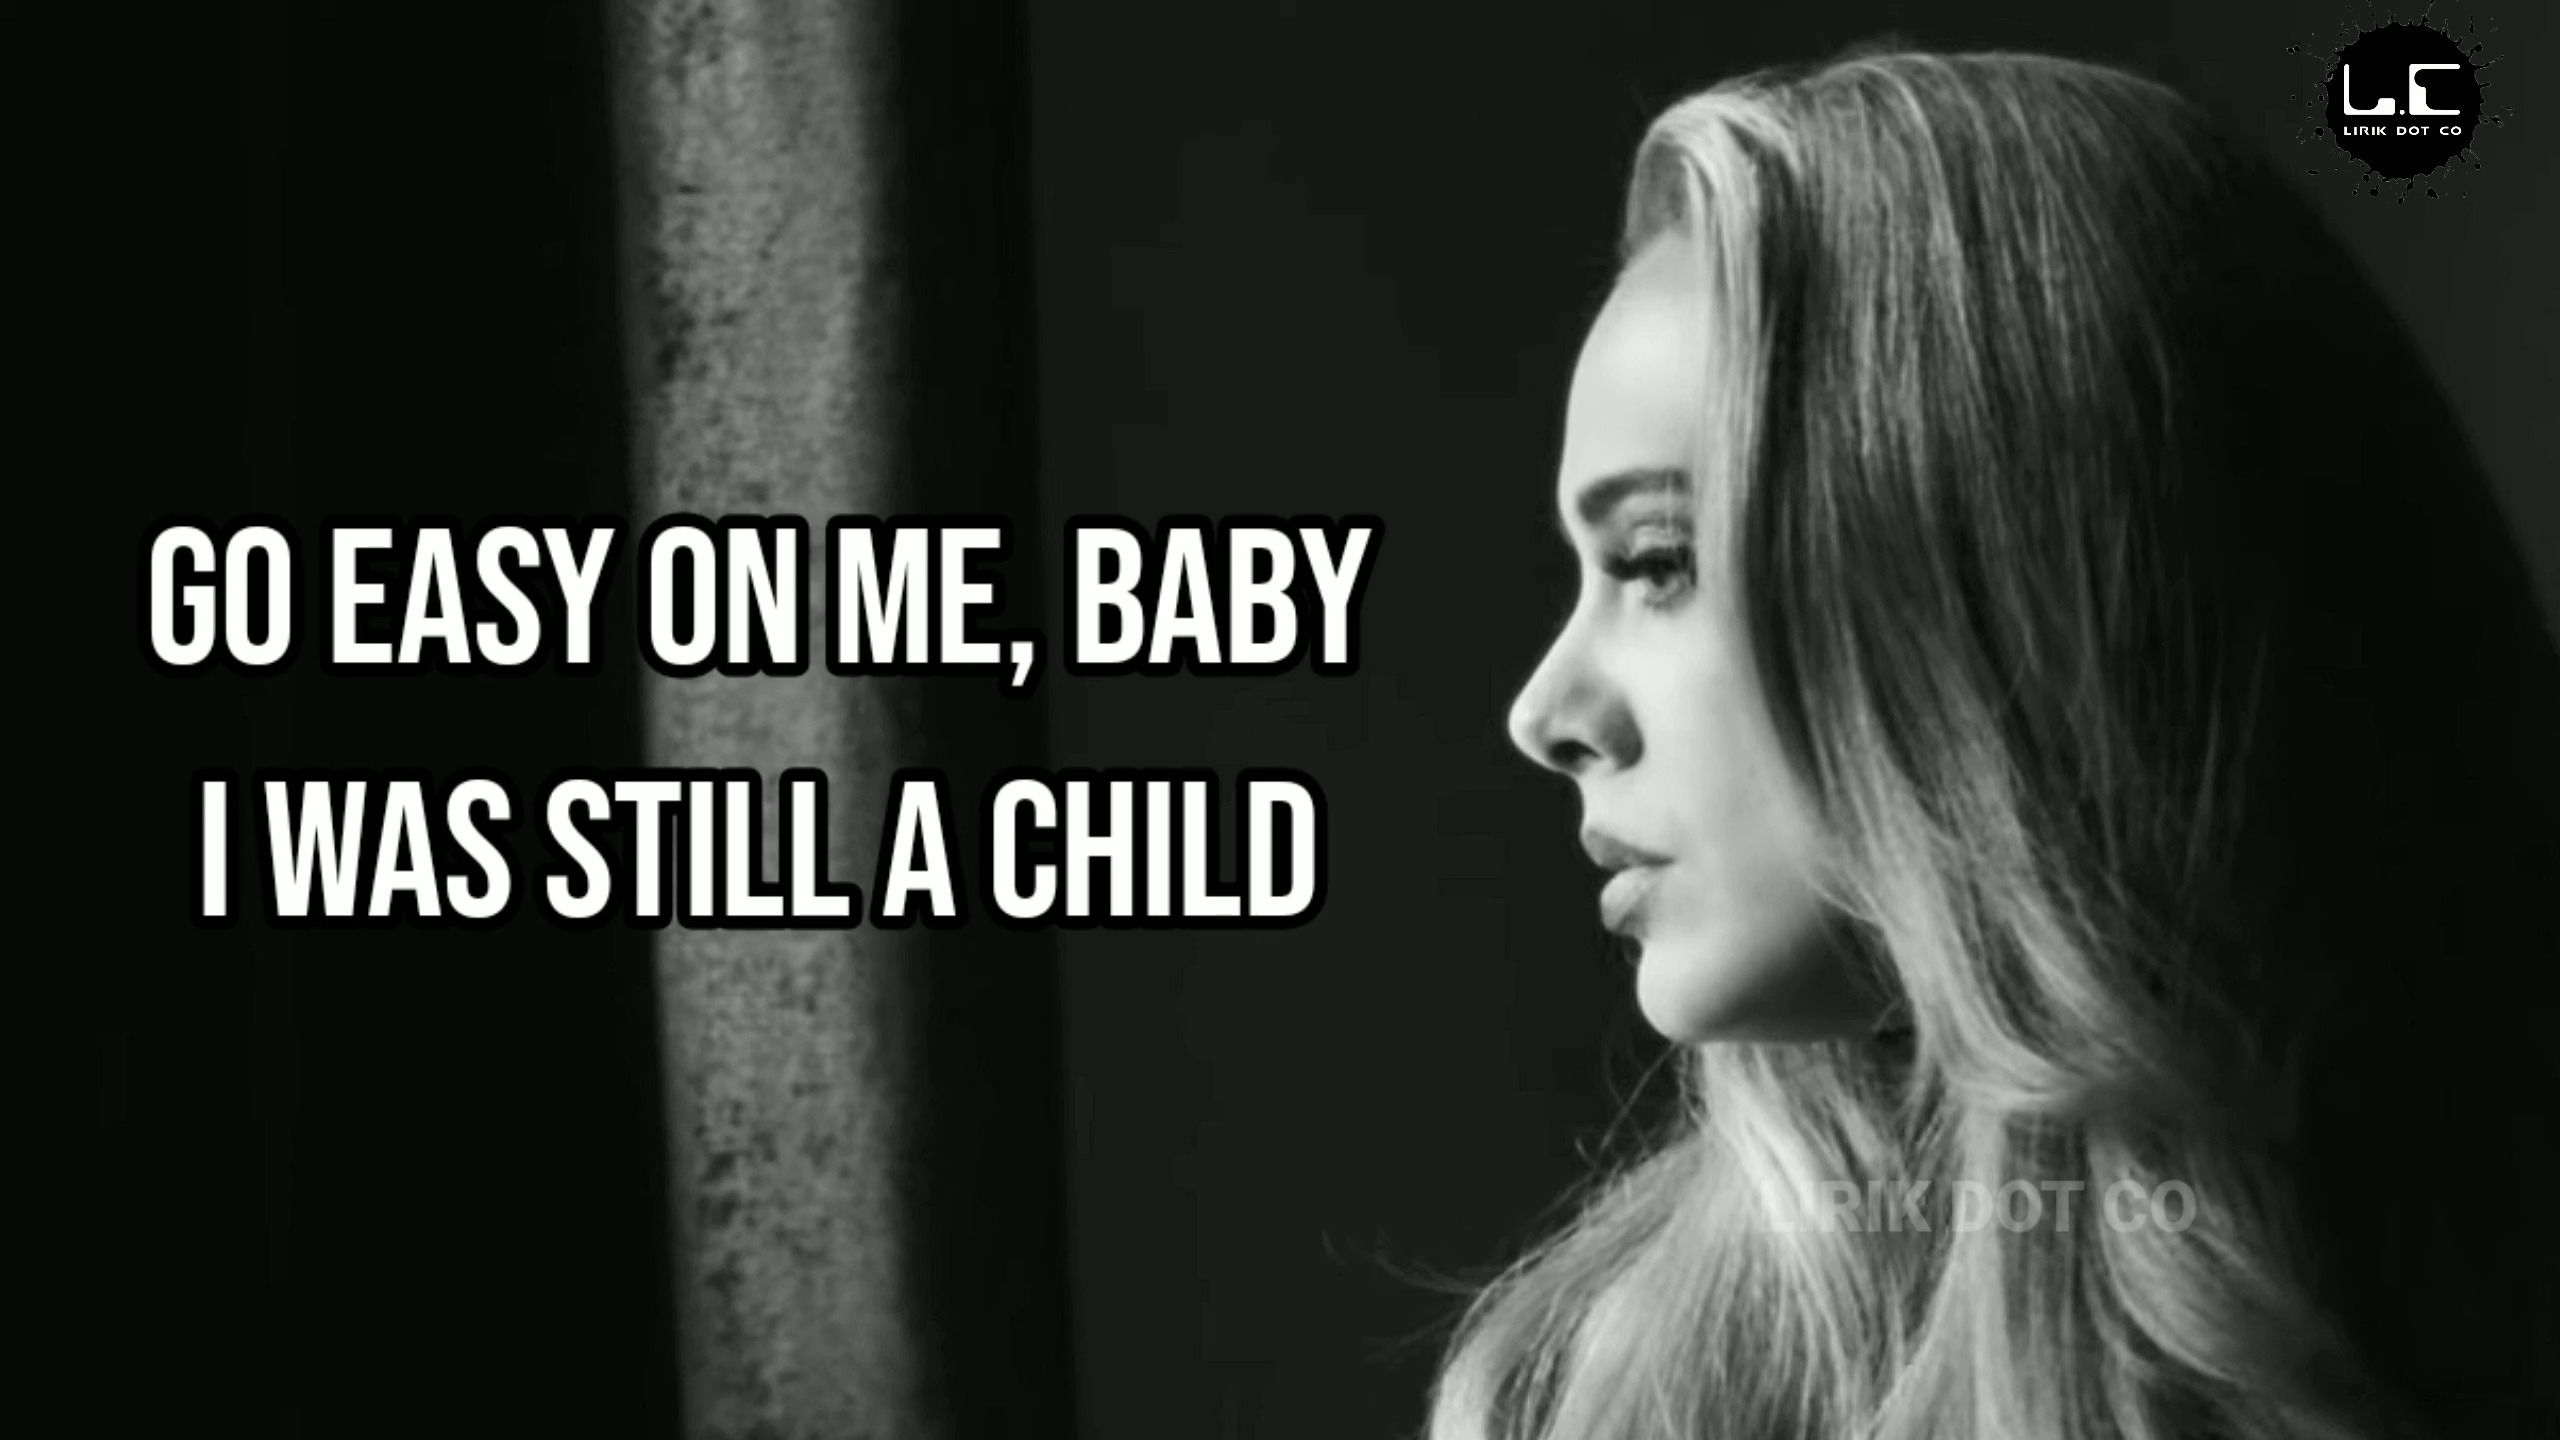 L.C
LIRIK DOT CO
GO EASY ON ME, BABY
I WAS STILL A CHILD
LIRIK DOT CO